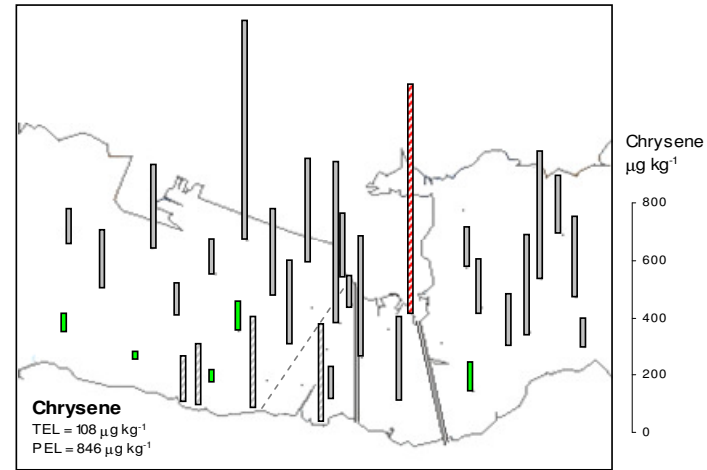 Chrysene
µg kg-1
800
600
400
200
0
Chrysene
TEL = 108 µg kg-1
PEL = 846 µg kg-1